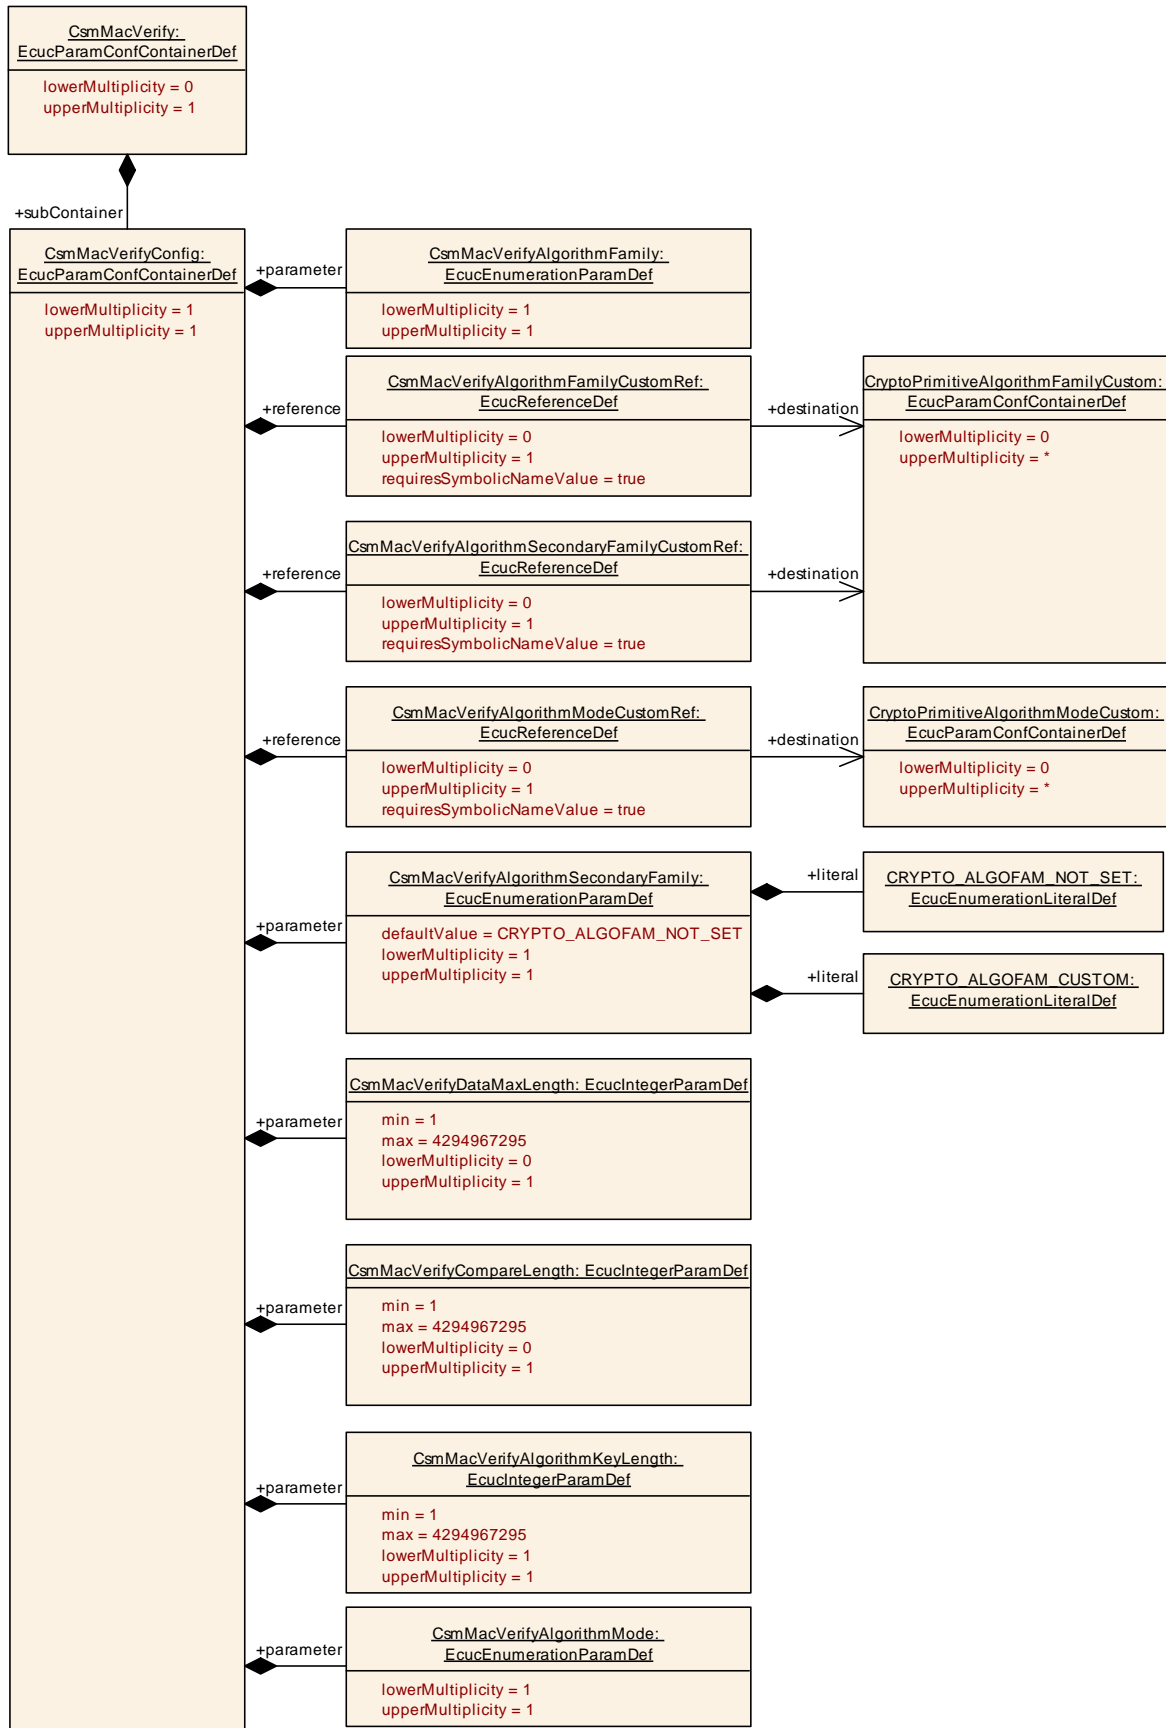 CsmMacVerify:
EcucParamConfContainerDef
lowerMultiplicity = 0
upperMultiplicity = 1
+subContainer
CsmMacVerifyConfig:
EcucParamConfContainerDef
lowerMultiplicity = 1
upperMultiplicity = 1
+parameter
CsmMacVerifyAlgorithmFamily:
EcucEnumerationParamDef
lowerMultiplicity = 1
upperMultiplicity = 1
+reference
CsmMacVerifyAlgorithmFamilyCustomRef:
EcucReferenceDef
lowerMultiplicity = 0
upperMultiplicity = 1
requiresSymbolicNameValue = true
+destination
CryptoPrimitiveAlgorithmFamilyCustom:
EcucParamConfContainerDef
lowerMultiplicity = 0
upperMultiplicity = *
+reference
CsmMacVerifyAlgorithmSecondaryFamilyCustomRef:
EcucReferenceDef
lowerMultiplicity = 0
upperMultiplicity = 1
requiresSymbolicNameValue = true
+destination
+reference
CsmMacVerifyAlgorithmModeCustomRef:
EcucReferenceDef
lowerMultiplicity = 0
upperMultiplicity = 1
requiresSymbolicNameValue = true
+destination
CryptoPrimitiveAlgorithmModeCustom:
EcucParamConfContainerDef
lowerMultiplicity = 0
upperMultiplicity = *
+parameter
CsmMacVerifyAlgorithmSecondaryFamily:
EcucEnumerationParamDef
defaultValue = CRYPTO_ALGOFAM_NOT_SET
lowerMultiplicity = 1
upperMultiplicity = 1
+literal
CRYPTO_ALGOFAM_NOT_SET:
EcucEnumerationLiteralDef
+literal
CRYPTO_ALGOFAM_CUSTOM:
EcucEnumerationLiteralDef
+parameter
CsmMacVerifyDataMaxLength: EcucIntegerParamDef
min = 1
max = 4294967295
lowerMultiplicity = 0
upperMultiplicity = 1
+parameter
CsmMacVerifyCompareLength: EcucIntegerParamDef
min = 1
max = 4294967295
lowerMultiplicity = 0
upperMultiplicity = 1
+parameter
CsmMacVerifyAlgorithmKeyLength:
EcucIntegerParamDef
min = 1
max = 4294967295
lowerMultiplicity = 1
upperMultiplicity = 1
+parameter
CsmMacVerifyAlgorithmMode:
EcucEnumerationParamDef
lowerMultiplicity = 1
upperMultiplicity = 1